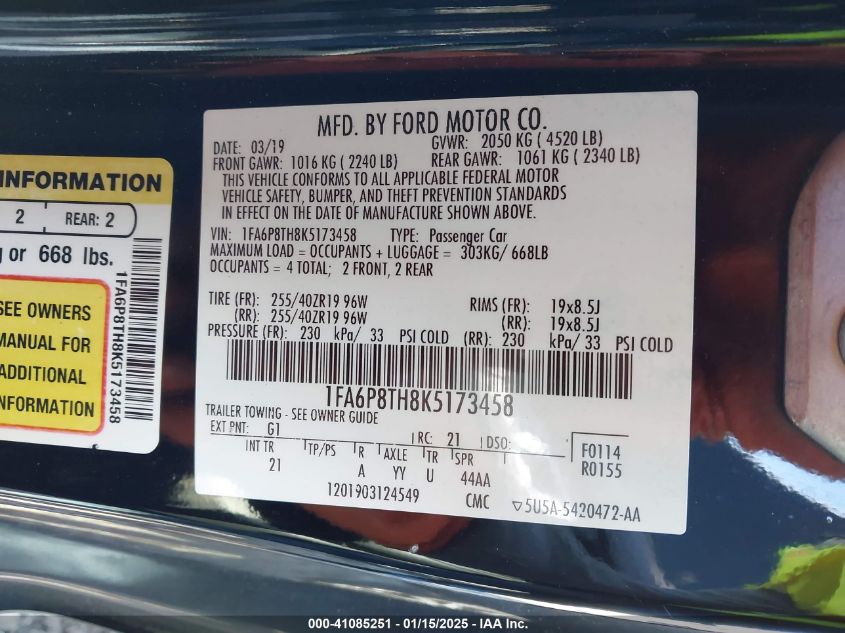 INFORMATION
2 REAR: 2
or 668 lbs.
SEE OWNERS
MANUAL FOR
ADDITIONAL
INFORMATION
1FA6P8TH8K5173458
MFD. BY FORD MOTOR CO.
DATE: 03/19 GVWR: 2050 KG ( 4520 LB)
FRONT GAWR: 1016 KG ( 2240 LB) REAR GAWR: 1061 KG ( 2340 LB)
THIS VEHICLE CONFORMS TO ALL APPLICABLE FEDERAL MOTOR
VEHICLE SAFETY, BUMPER, AND THEFT PREVENTION STANDARDS
IN EFFECT ON THE DATE OF MANUFACTURE SHOWN ABOVE.
VIN: 1FA6P8TH8K5173458 TYPE: Passenger Car
MAXIMUM LOAD = OCCUPANTS + LUGGAGE = 303KG/ 668LB
OCCUPANTS = 4 TOTAL; 2 FRONT, 2 REAR
TIRE (FR): 255/40ZR19 96W RIMS (FR): 19x8.5J
(RR): 255/40ZR19 96W (RR): 19x8.5J
PRESSURE (FR): 230 kPa/ 33 PSI COLD (RR): 230 kPa/ 33 PSI COLD
1FA6P8TH8K5173458
TRAILER TOWING - SEE OWNER GUIDE
EXT PNT: G1 RC: 21 DSO: F0114
INT TR TP/PS R AXLE TR SPR R0155
21 A YY U 44AA
1201903124549 CMC ▽5U5A-5420472-AA
000-41085251 - 01/15/2025 - IAA Inc.